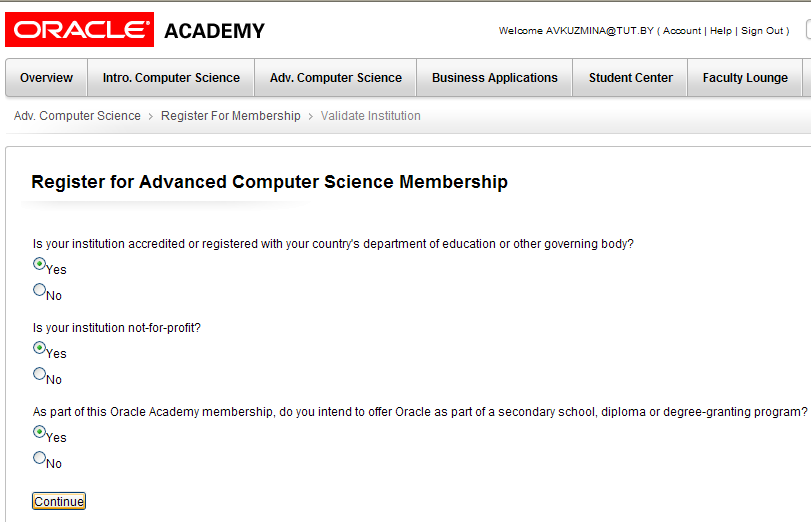 ORACLE® ACADEMY
Welcome AVKUZMINA@TUT.BY ( Account | Help | Sign Out )
Overview Intro. Computer Science Adv. Computer Science Business Applications Student Center Faculty Lounge
Adv. Computer Science > Register For Membership > Validate Institution
Register for Advanced Computer Science Membership
Is your institution accredited or registered with your country's department of education or other governing body?
Yes
No
Is your institution not-for-profit?
Yes
No
As part of this Oracle Academy membership, do you intend to offer Oracle as part of a secondary school, diploma or degree-granting program?
Yes
No
Continue